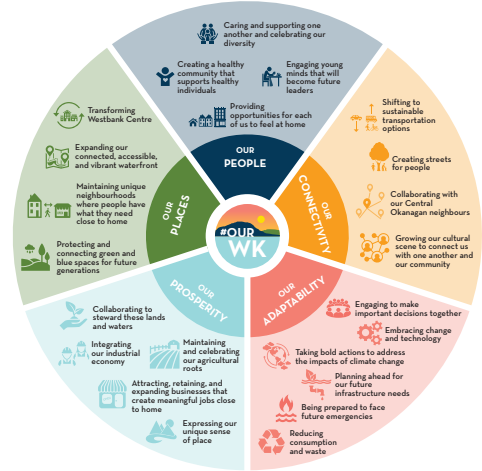 Caring and supporting one
another and celebrating our
diversity
Creating a healthy
community that
supports healthy
individuals
Engaging young
minds that will
become future
leaders
Providing
opportunities for each
of us to feel at home
OUR
PEOPLE
Shifting to
sustainable
transportation
options
Creating streets
for people
Collaborating with
our Central
Okanagan neighbours
Growing our cultural
scene to connect us
with one another and
our community
OUR
CONNECTIVITY
Engaging to make
important decisions together
Embracing change
and technology
Taking bold actions to address
the impacts of climate change
Planning ahead for
our future
infrastructure needs
Being prepared to face
future emergencies
Reducing
consumption
and waste
OUR
ADAPTABILITY
Collaborating to
steward these lands
and waters
Integrating
our industrial
economy
Maintaining
and celebrating
our agricultural
roots
Attracting, retaining, and
expanding businesses that
create meaningful jobs close
to home
Expressing our
unique sense
of place
OUR
PROSPERITY
Transforming
Westbank Centre
Expanding our
connected, accessible,
and vibrant waterfront
Maintaining unique
neighbourhoods
where people have
what they need
close to home
Protecting and
connecting green and
blue spaces for future
generations
OUR
PLACES
#OUR
WK